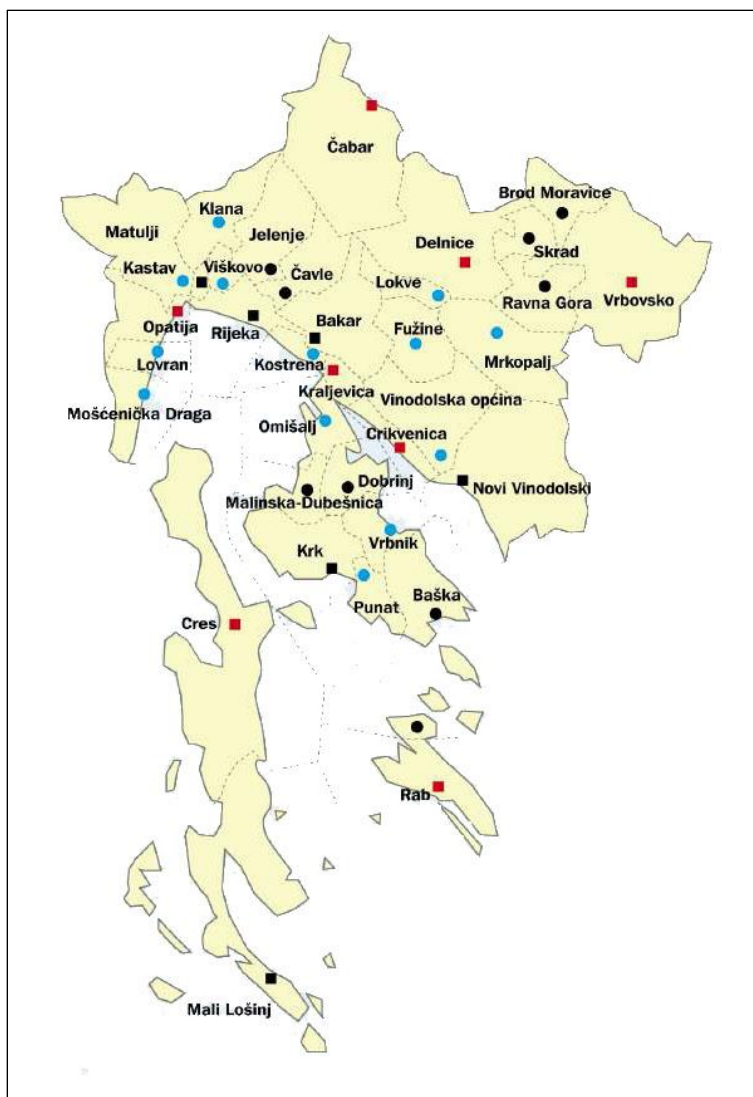 Čabar
Brod Moravice
Klana
Matulji
Jelenje
Delnice
Skrad
Kastav
Viškovo
Čavle
Lokve
Ravna Gora
Vrbovsko
Opatija
Rijeka
Bakar
Fužine
Lovran
Kostrena
Mrkopalj
Kraljevica
Vinodolska općina
Mošćenička Draga
Omišalj
Crikvenica
Dobrinj
Novi Vinodolski
Malinska-Dubešnica
Vrbnik
Krk
Punat
Baška
Cres
Rab
Mali Lošinj